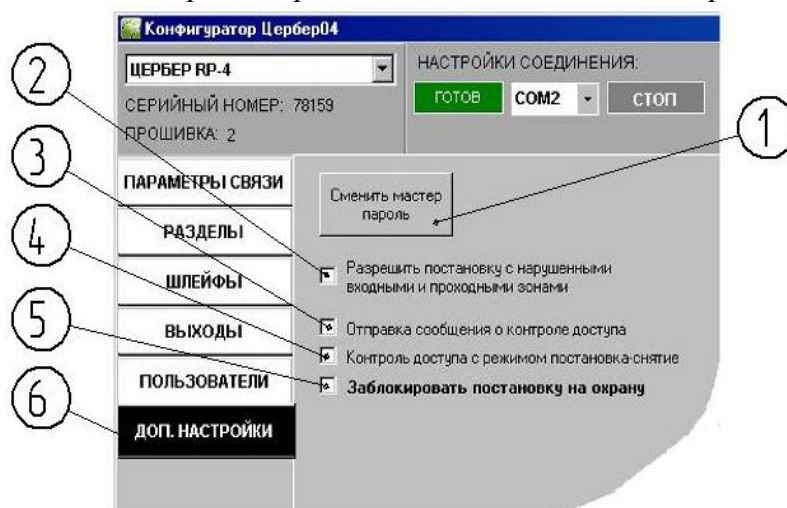 Конфигуратор Цербер04
ЦЕРБЕР RP-4
СЕРИЙНЫЙ НОМЕР: 78159
ПРОШИВКА: 2
НАСТРОЙКИ СОЕДИНЕНИЯ:
ГОТОВ COM2 СТОП
ПАРАМЕТРЫ СВЯЗИ
РАЗДЕЛЫ
ШЛЕЙФЫ
ВЫХОДЫ
ПОЛЬЗОВАТЕЛИ
ДОП. НАСТРОЙКИ
Сменить мастер
пароль
Разрешить постановку с нарушенными
входными и проходными зонами
Отправка сообщения о контроле доступа
Контроль доступа с режимом постановка-снятие
Заблокировать постановку на охрану
1
2
3
4
5
6